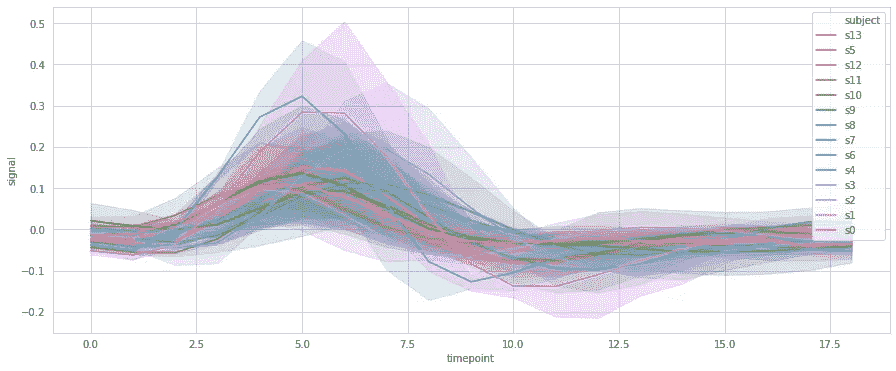 subject
s13
s5
s12
s11
s10
s9
s8
s7
s6
s4
s3
s2
s1
s0
signal
0.5
0.4
0.3
0.2
0.1
0.0
−0.1
−0.2
0.0 2.5 5.0 7.5 10.0 12.5 15.0 17.5
timepoint